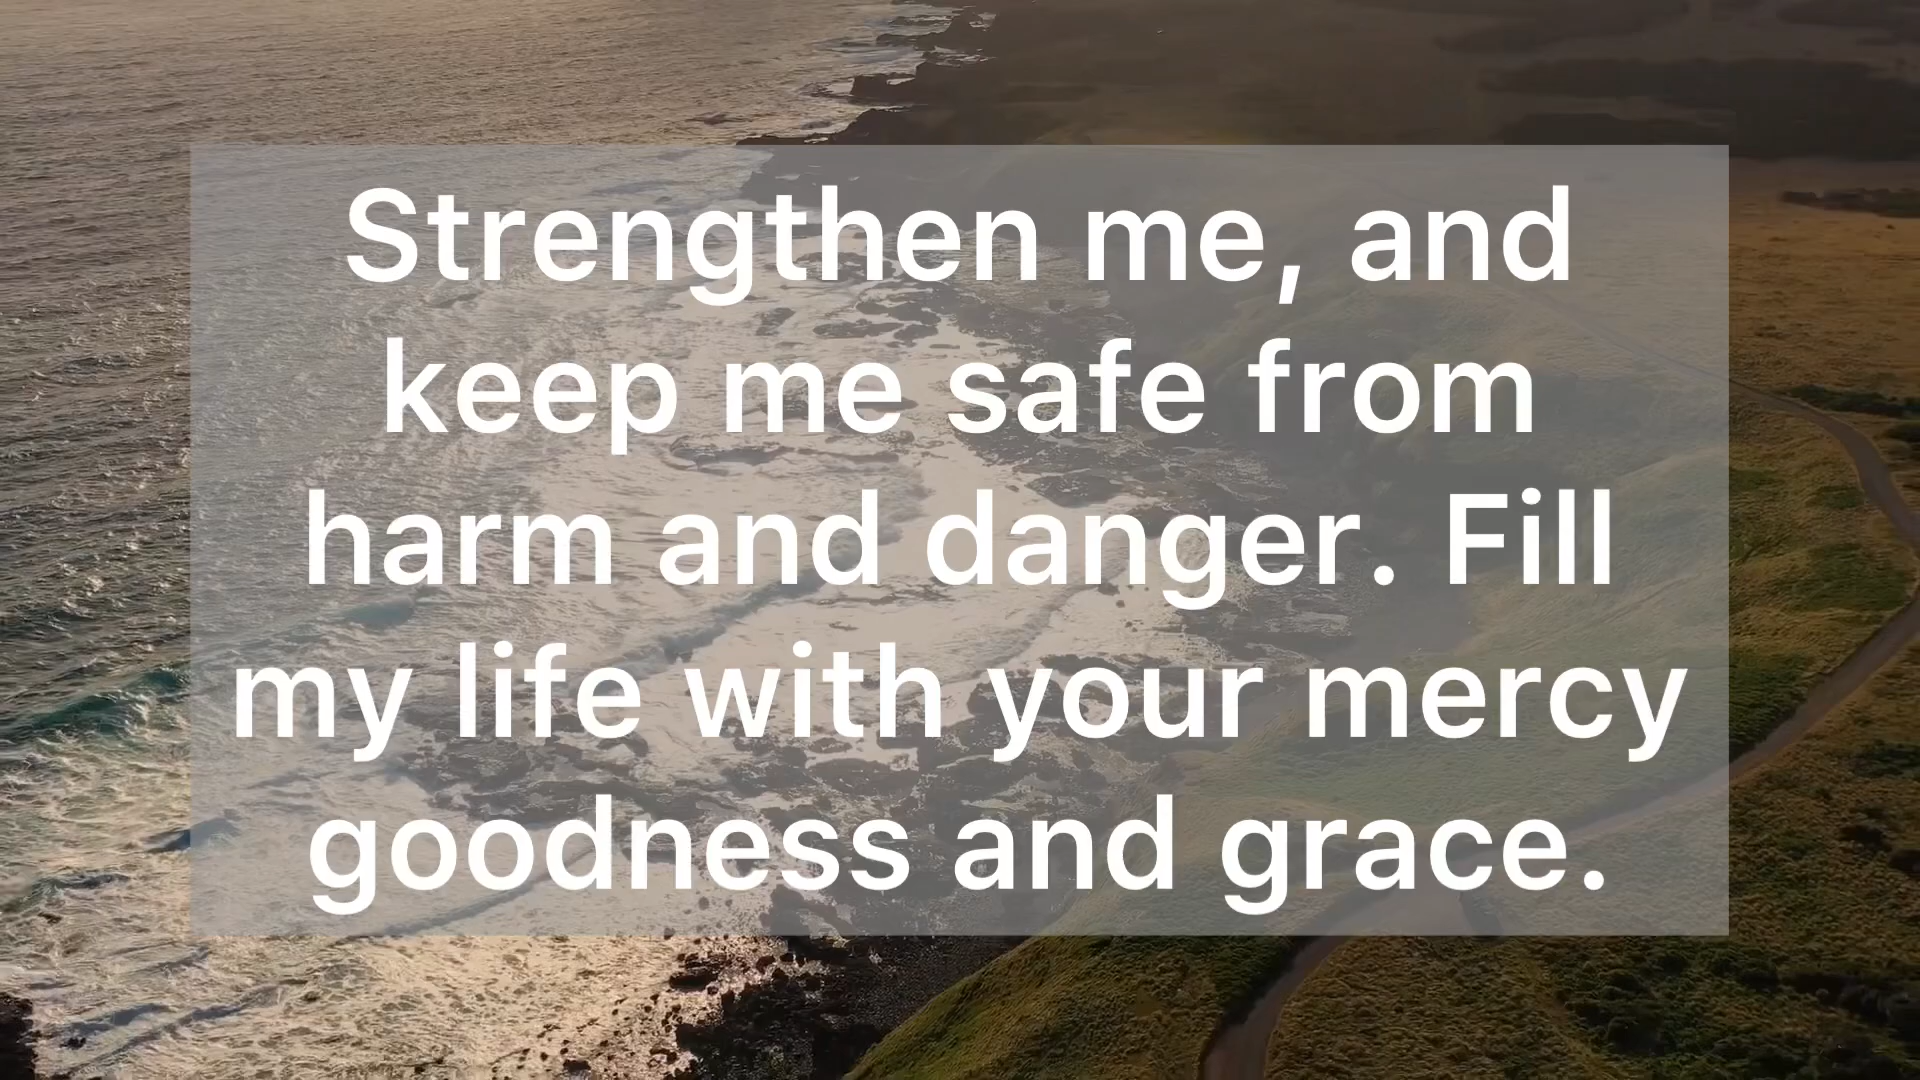 Strengthen me, and
keep me safe from
harm and danger. Fill
my life with your mercy
goodness and grace.